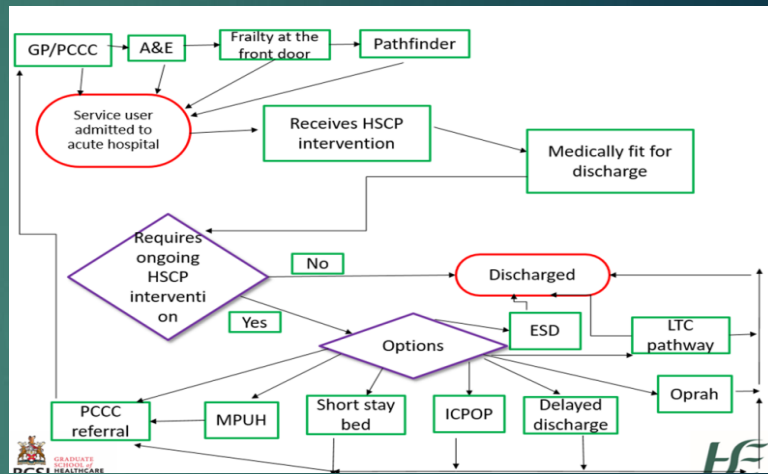 GP/PCCC
A&E
Frailty at the
front door
Pathfinder
Service user
admitted to
acute hospital
Receives HSCP
intervention
Medically fit for
discharge
Requires
ongoing
HSCP
interventi
on
No
Discharged
Yes
Options
ESD
LTC
pathway
PCCC
referral
MPUH
Short stay
bed
ICPOP
Delayed
discharge
Oprah
RCSI
GRADUATE
SCHOOL of
HEALTHCARE